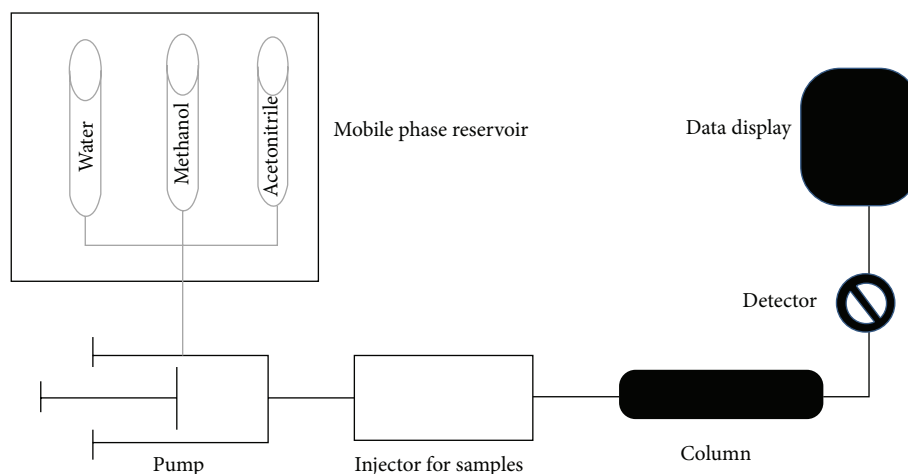 Water
Methanol
Acetonitrile
Mobile phase reservoir
Data display
Detector
Pump
Injector for samples
Column